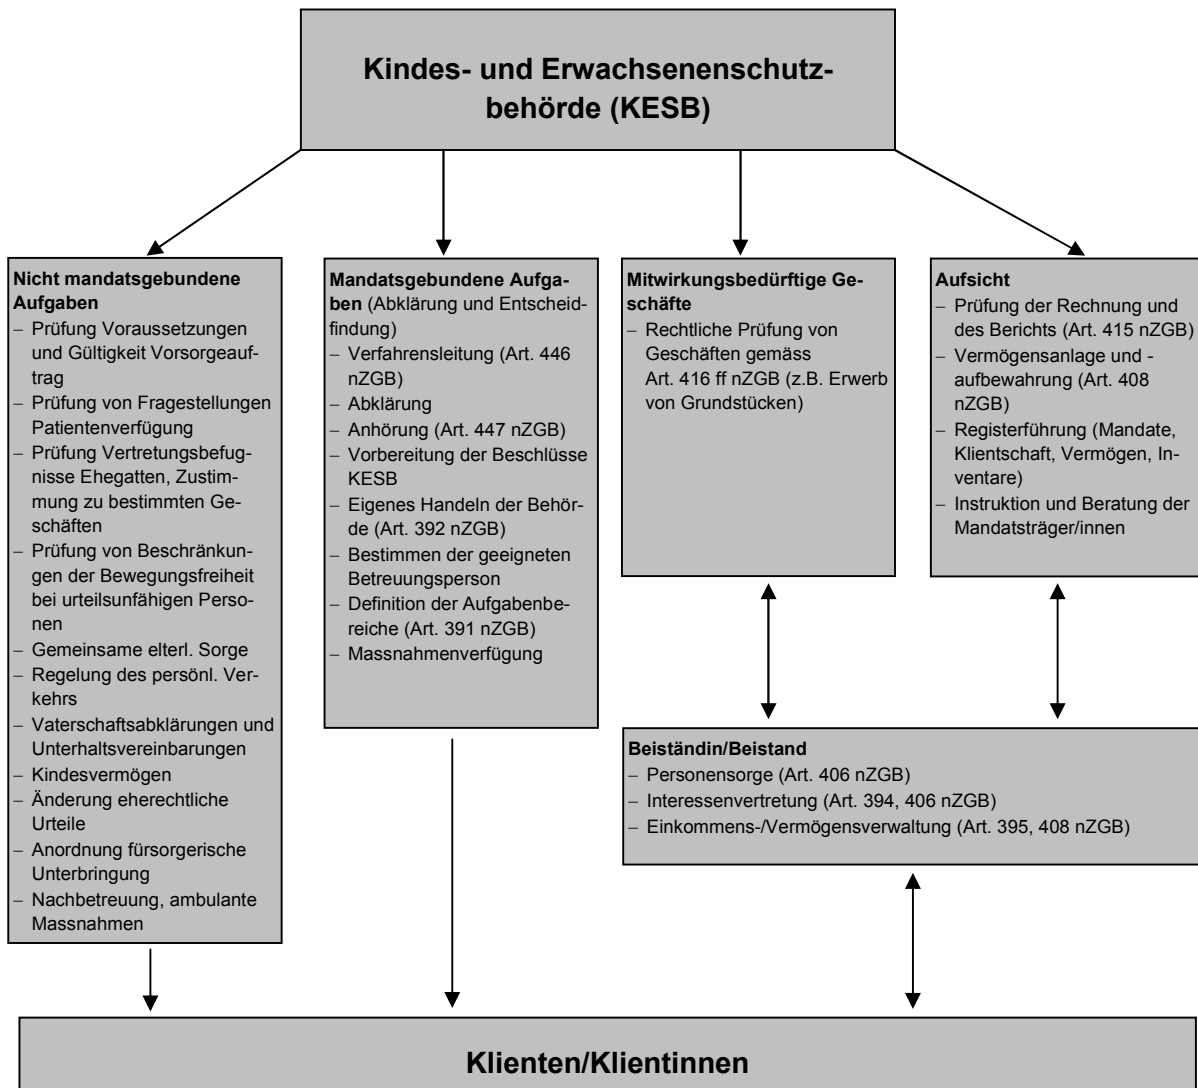 Kindes- und Erwachsenenschutz-
behörde (KESB)
Nicht mandatsgebundene
Aufgaben
– Prüfung Voraussetzungen
und Gültigkeit Vorsorgeauf-
trag
– Prüfung von Fragestellungen
Patientenverfügung
– Prüfung Vertretungsbefug-
nisse Ehegatten, Zustim-
mung zu bestimmten Ge-
schäften
– Prüfung von Beschränkun-
gen der Bewegungsfreiheit
bei urteilsunfähigen Perso-
nen
– Gemeinsame elterl. Sorge
– Regelung des persönl. Ver-
kehrs
– Vaterschaftsabklärungen und
Unterhaltsvereinbarungen
– Kindesvermögen
– Änderung eherechtliche
Urteile
– Anordnung fürsorgerische
Unterbringung
– Nachbetreuung, ambulante
Massnahmen
Mandatsgebundene Aufga-
ben (Abklärung und Entscheid-
findung)
– Verfahrensleitung (Art. 446
nZGB)
– Abklärung
– Anhörung (Art. 447 nZGB)
– Vorbereitung der Beschlüsse
KESB
– Eigenes Handeln der Behör-
de (Art. 392 nZGB)
– Bestimmen der geeigneten
Betreuungsperson
– Definition der Aufgabenbe-
reiche (Art. 391 nZGB)
– Massnahmenverfügung
Mitwirkungsbedürftige Ge-
schäfte
– Rechtliche Prüfung von
Geschäften gemäss
Art. 416 ff nZGB (z.B. Erwerb
von Grundstücken)
Aufsicht
– Prüfung der Rechnung und
des Berichts (Art. 415 nZGB)
– Vermögensanlage und -
aufbewahrung (Art. 408
nZGB)
– Registerführung (Mandate,
Klientschaft, Vermögen, In-
ventare)
– Instruktion und Beratung der
Mandatsträger/innen
Beiständin/Beistand
– Personensorge (Art. 406 nZGB)
– Interessenvertretung (Art. 394, 406 nZGB)
– Einkommens-/Vermögensverwaltung (Art. 395, 408 nZGB)
Klienten/Klientinnen